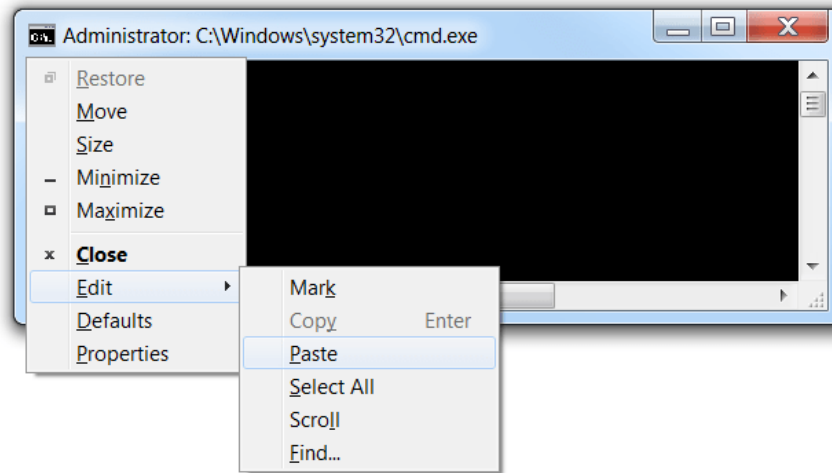 Administrator: C:\Windows\system32\cmd.exe
Restore
Move
Size
Minimize
Maximize
Close
Edit
Defaults
Properties
Mark
Copy Enter
Paste
Select All
Scroll
Find...